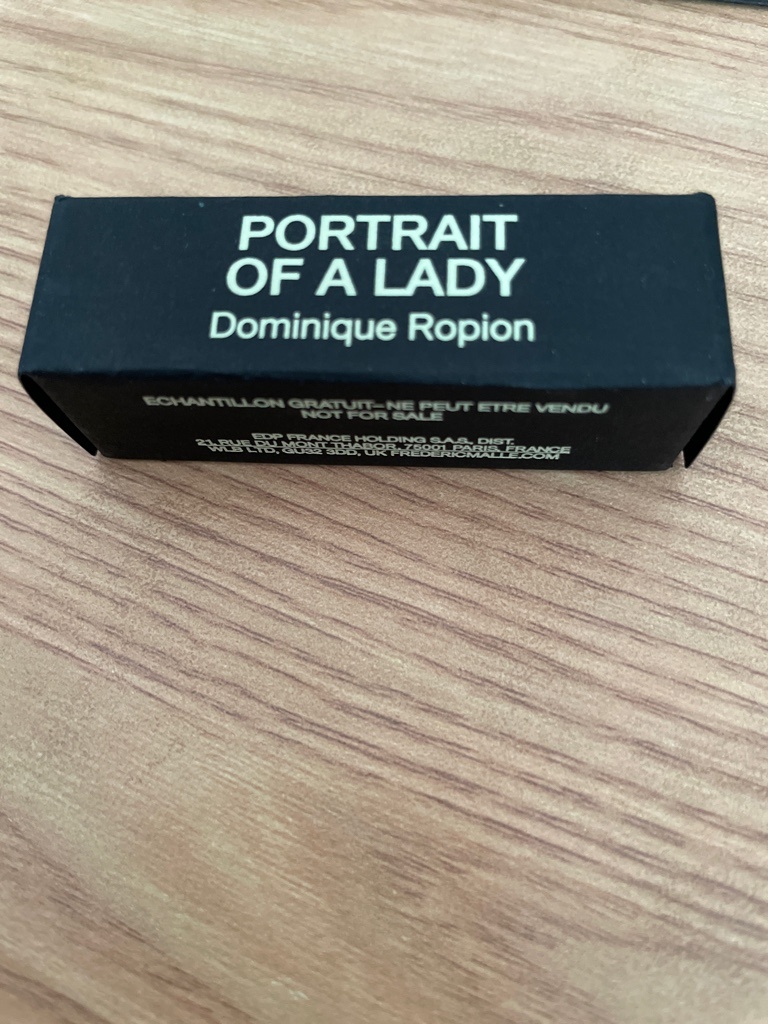 PORTRAIT
OF A LADY
Dominique Ropion
ECHANTILLON GRATUIT-NE PEUT ETRE VENDU
NOT FOR SALE
EDP FRANCE HOLDING S.A.S, DIST.
21, RUE DU MONT THABOR, 75001 PARIS, FRANCE
WLB LTD, GU32 3DD, UK FREDERICMALLE.COM